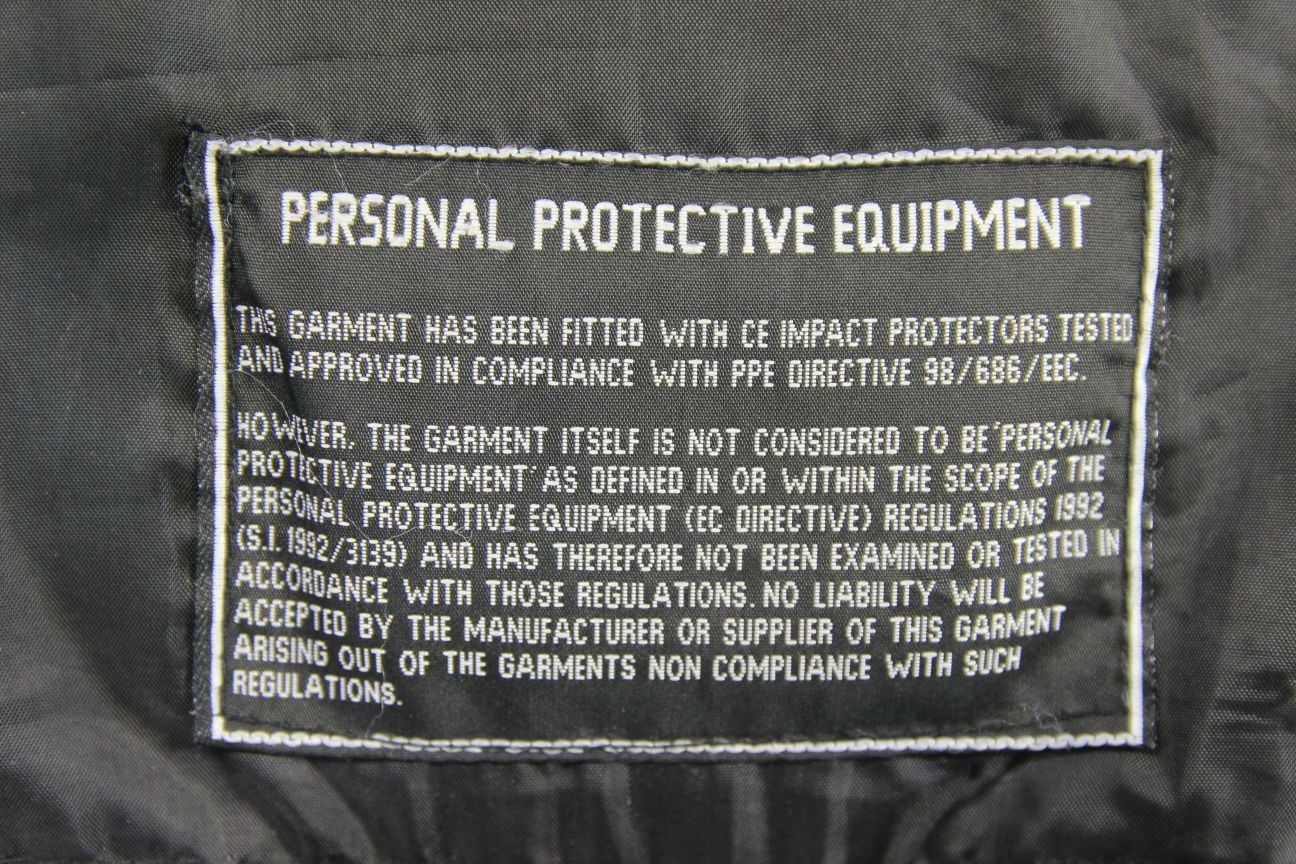 PERSONAL PROTECTIVE EQUIPMENT
THIS GARMENT HAS BEEN FITTED WITH CE IMPACT PROTECTORS TESTED
AND APPROVED IN COMPLIANCE WITH PPE DIRECTIVE 98/686/EEC.
HOWEVER, THE GARMENT ITSELF IS NOT CONSIDERED TO BE "PERSONAL
PROTECTIVE EQUIPMENT" AS DEFINED IN OR WITHIN THE SCOPE OF THE
PERSONAL PROTECTIVE EQUIPMENT (EC DIRECTIVE) REGULATIONS 1992
(S.I. 1992/3139) AND HAS THEREFORE NOT BEEN EXAMINED OR TESTED IN
ACCORDANCE WITH THOSE REGULATIONS. NO LIABILITY WILL BE
ACCEPTED BY THE MANUFACTURER OR SUPPLIER OF THIS GARMENT
ARISING OUT OF THE GARMENTS NON COMPLIANCE WITH SUCH
REGULATIONS.